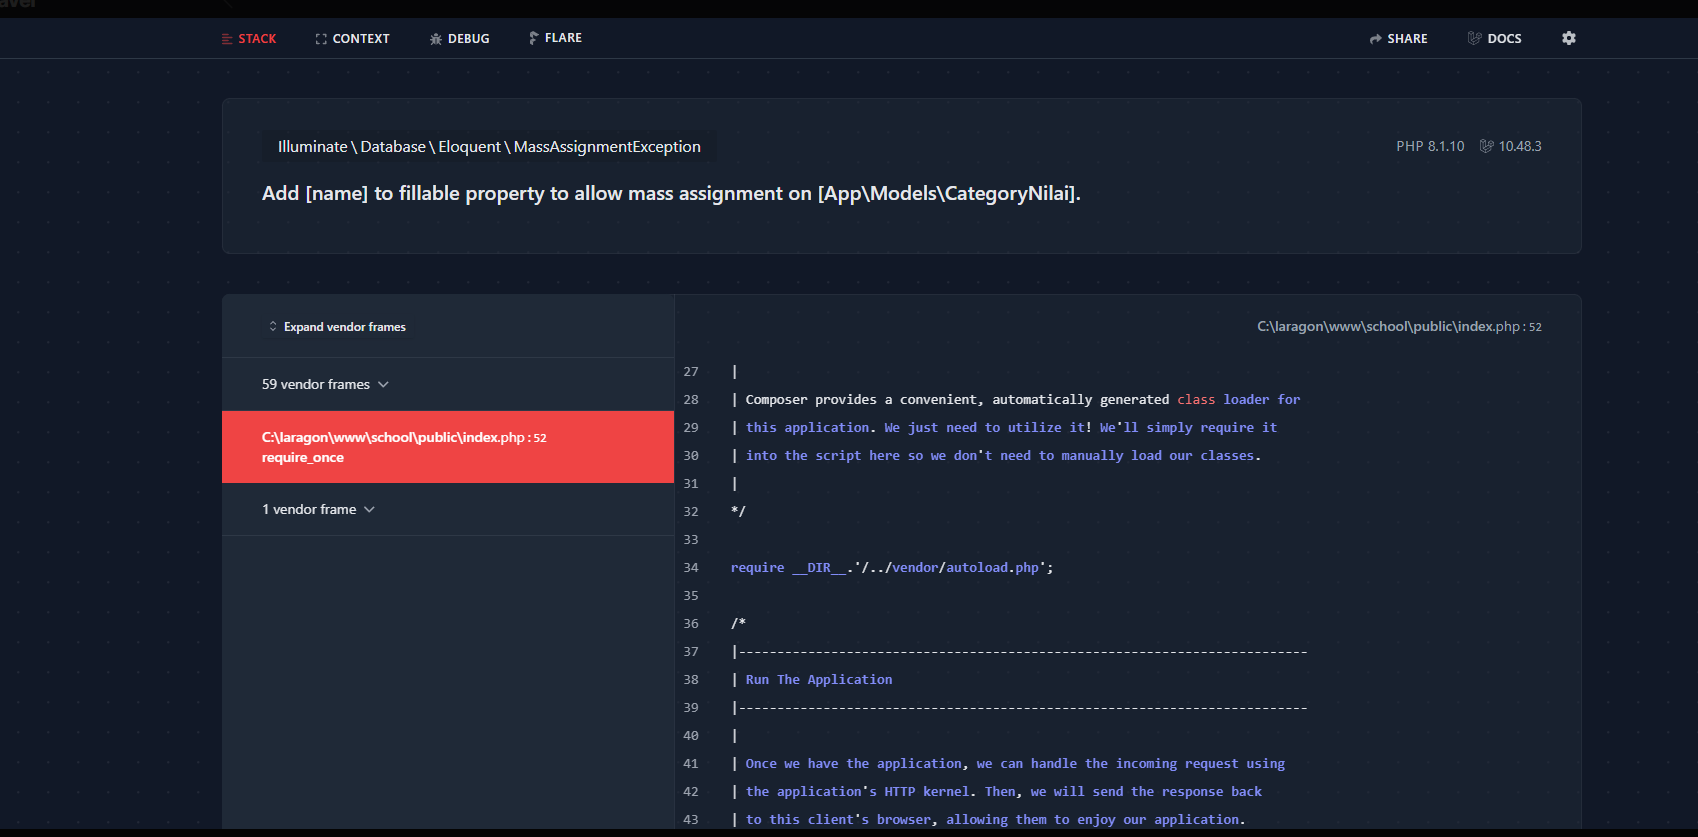 STACK CONTEXT DEBUG FLARE SHARE DOCS
Illuminate \ Database \ Eloquent \ MassAssignmentException
PHP 8.1.10 10.48.3
Add [name] to fillable property to allow mass assignment on [App\Models\CategoryNilai].
Expand vendor frames
59 vendor frames
C:\laragon\www\school\public\index.php : 52
require_once
1 vendor frame
C:\laragon\www\school\public\index.php : 52
27 |
28 | Composer provides a convenient, automatically generated class loader for
29 | this application. We just need to utilize it! We'll simply require it
30 | into the script here so we don't need to manually load our classes.
31 |
32 */
33
34 require __DIR__.'/../vendor/autoload.php';
35
36 /*
37 |--------------------------------------------------------------------------
38 | Run The Application
39 |--------------------------------------------------------------------------
40 |
41 | Once we have the application, we can handle the incoming request using
42 | the application's HTTP kernel. Then, we will send the response back
43 | to this client's browser, allowing them to enjoy our application.